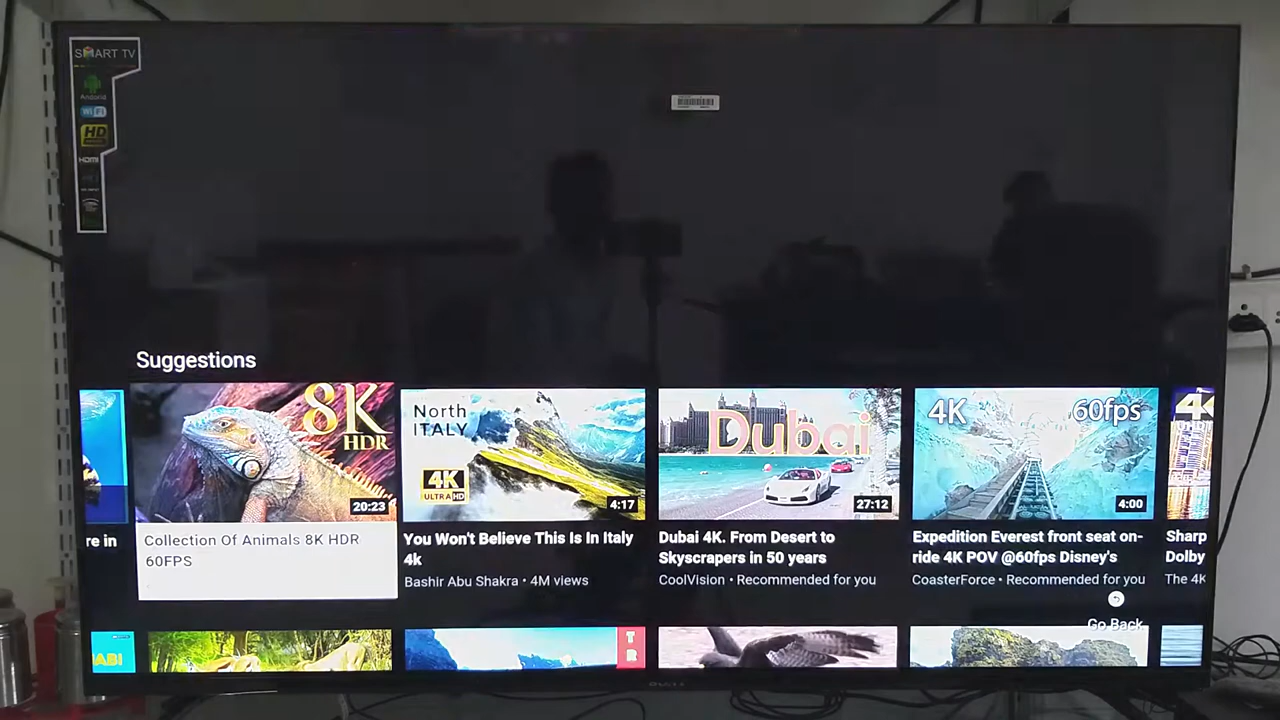 SMART TV
Android
WiFi
HD
HDMI
Suggestions
8K
HDR
20:23
North
ITALY
4K
ULTRA HD
4:17
Dubai
27:12
4K
60fps
4:00
4K
re in
Collection Of Animals 8K HDR
60FPS
You Won't Believe This Is In Italy
4k
Bashir Abu Shakra • 4M views
Dubai 4K. From Desert to
Skyscrapers in 50 years
CoolVision • Recommended for you
Expedition Everest front seat on-
ride 4K POV @60fps Disney's
CoasterForce • Recommended for you
Sharp
Dolby
The 4K
Go Back
ABI
T
R